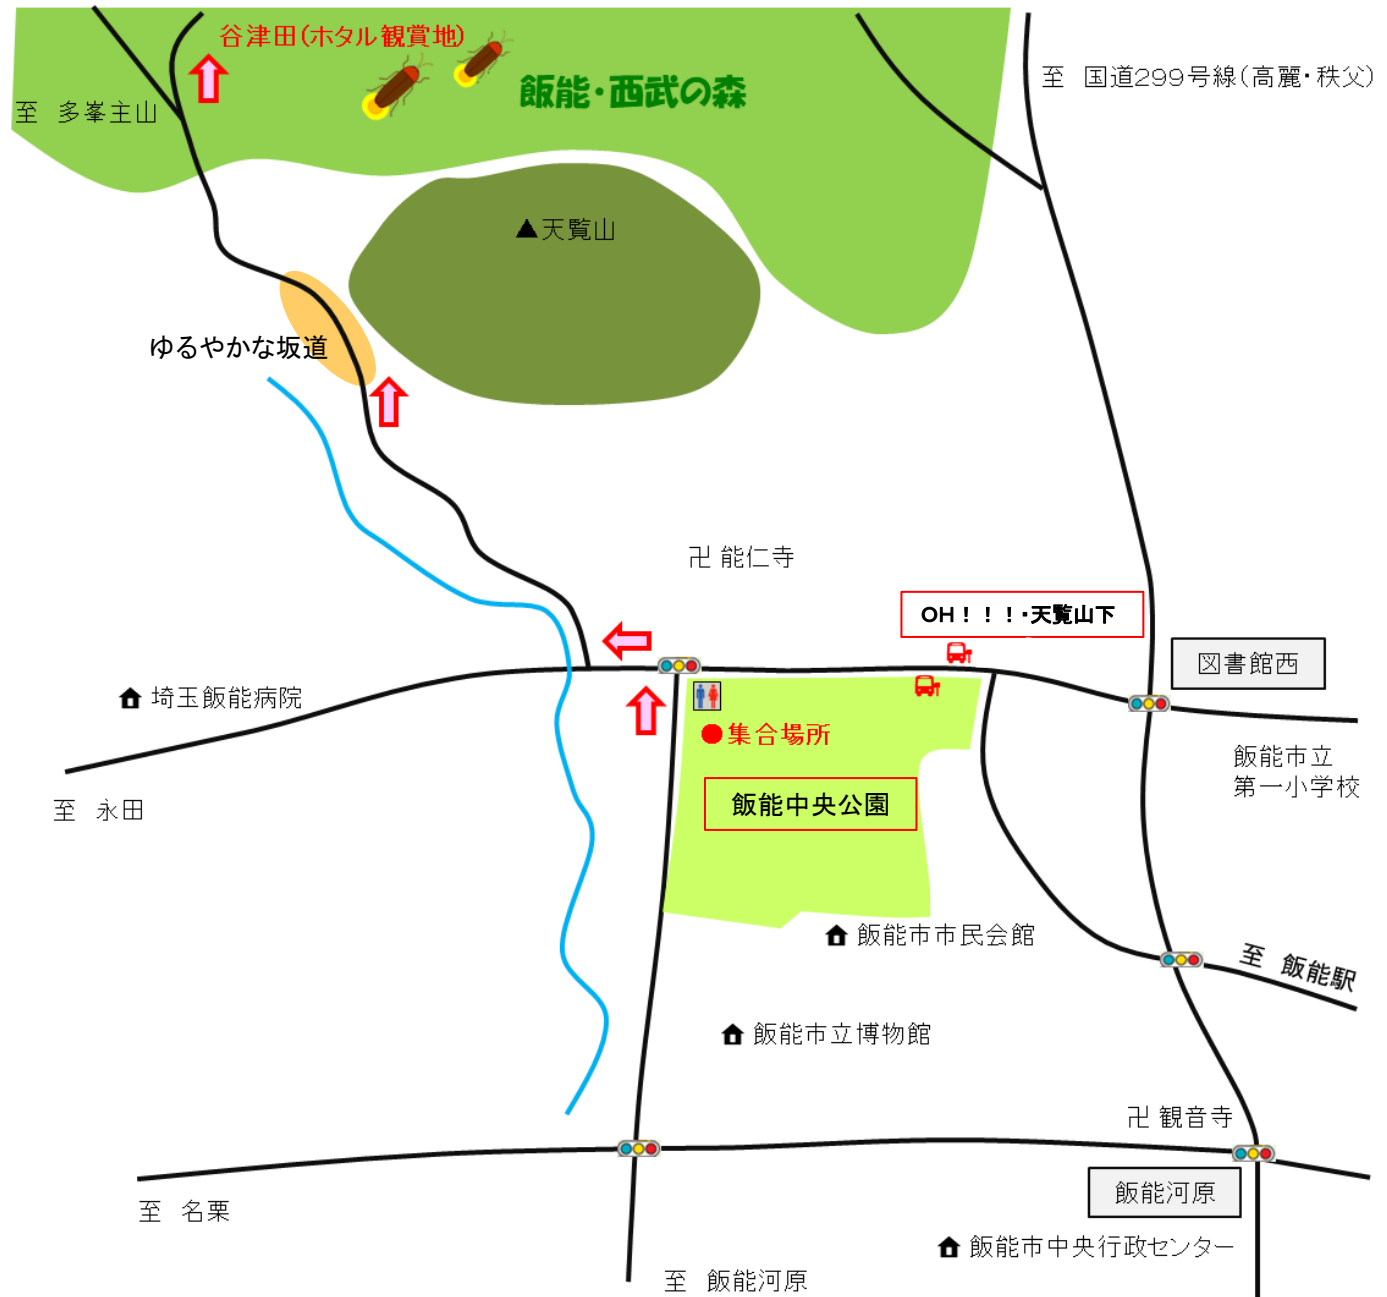 谷津田(ホタル観賞地)
飯能・西武の森
至 国道299号線(高麗・秩父)
至 多峯主山
▲天覧山
ゆるやかな坂道
卍 能仁寺
OH！！！・天覧山下
図書館西
埼玉飯能病院
集合場所
飯能市立
第一小学校
至 永田
飯能中央公園
飯能市市民会館
至 飯能駅
飯能市立博物館
卍 観音寺
飯能河原
至 名栗
飯能市中央行政センター
至 飯能河原